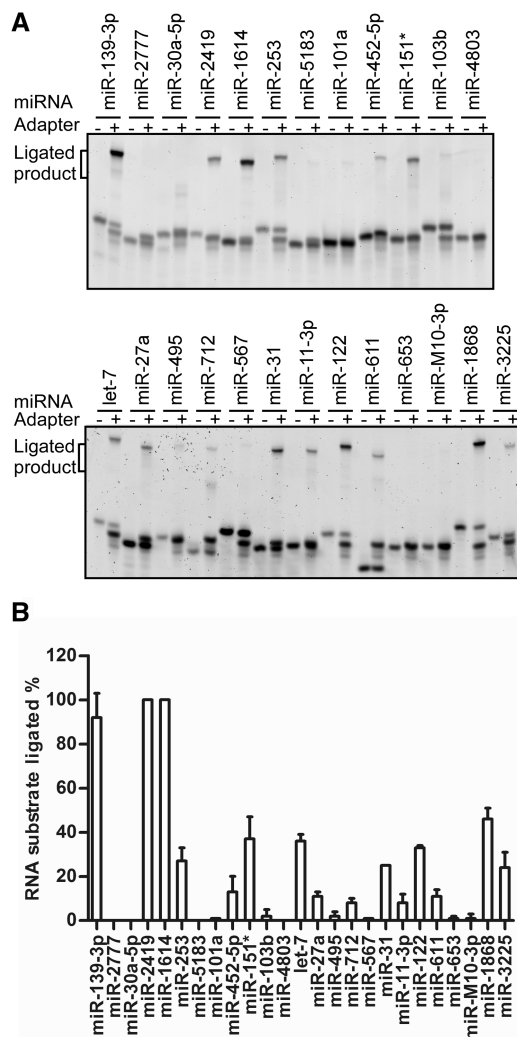 A
miR-139-3p
miR-2777
miR-30a-5p
miR-2419
miR-1614
miR-253
miR-5183
miR-101a
miR-452-5p
miR-151*
miR-103b
miR-4803
miRNA
Adapter - + - + - + - + - + - + - + - + - + - + - + - +
Ligated
product
let-7
miR-27a
miR-495
miR-712
miR-567
miR-31
miR-11-3p
miR-122
miR-611
miR-653
miR-M10-3p
miR-1868
miR-3225
miRNA
Adapter - + - + - + - + - + - + - + - + - + - + - + - + - +
Ligated
product
B
RNA substrate ligated %
120
100
80
60
40
20
0
miR-139-3p
miR-2777
miR-30a-5p
miR-2419
miR-1614
miR-253
miR-5183
miR-101a
miR-452-5p
miR-151*
miR-103b
miR-4803
let-7
miR-27a
miR-495
miR-712
miR-567
miR-31
miR-11-3p
miR-122
miR-611
miR-653
miR-M10-3p
miR-1868
miR-3225